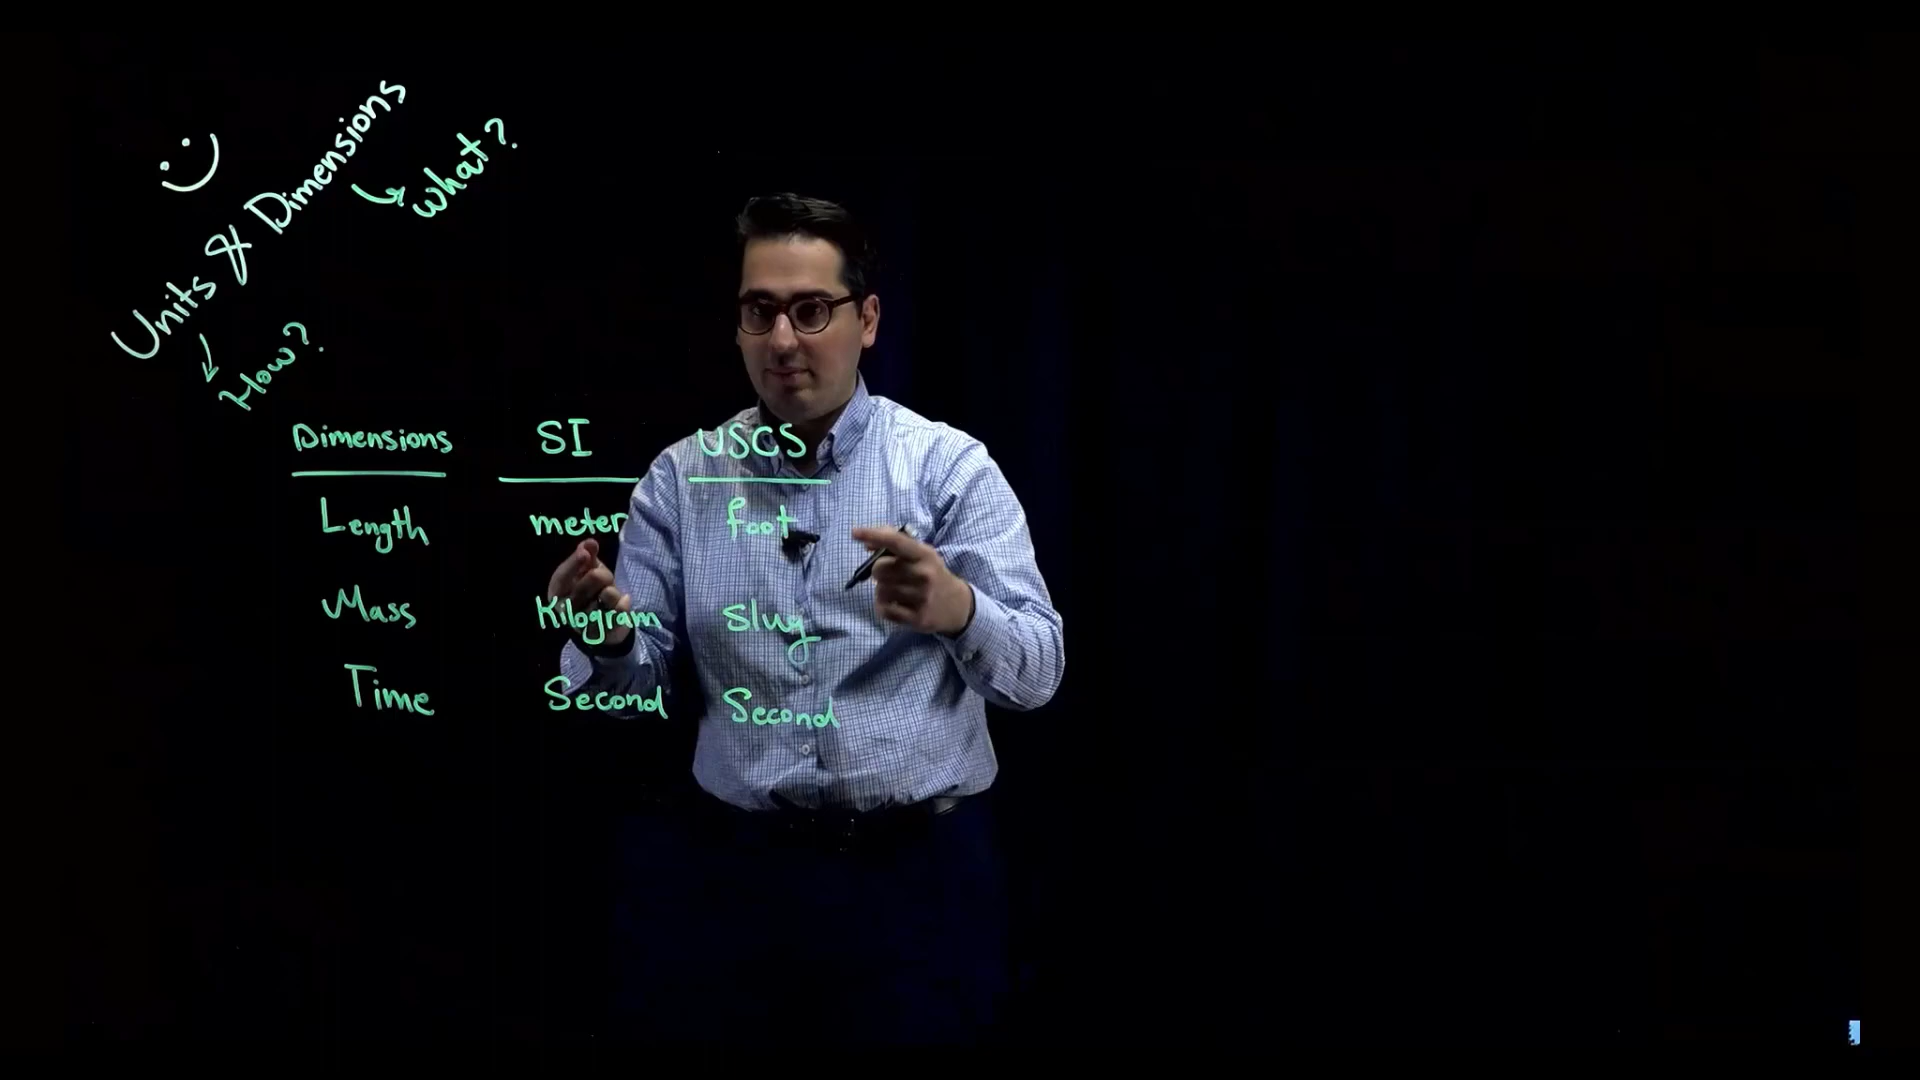 Units & Dimensions
What?
How?
Dimensions SI USCS
Length meter foot
Mass Kilogram Slug
Time Second Second